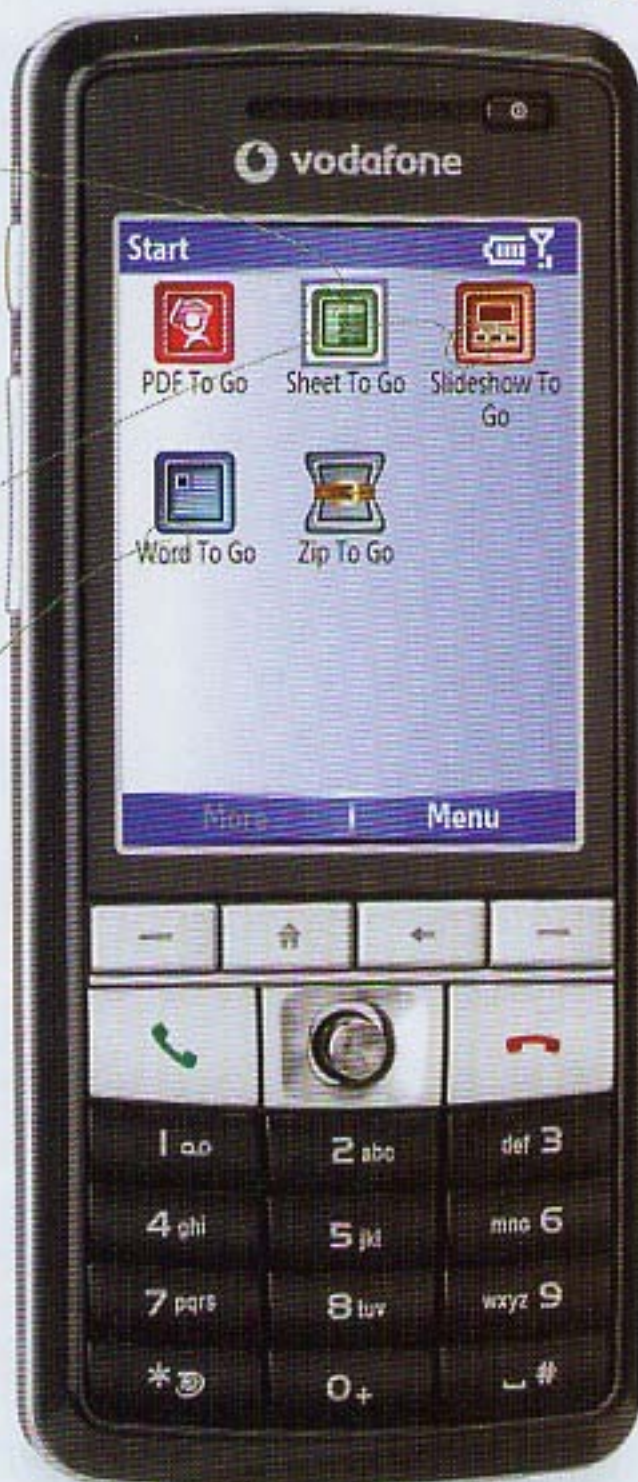 vodafone
Start
PDF To Go Sheet To Go Slideshow To Go
Word To Go Zip To Go
More Menu
1
2 abc
def 3
4 ghi
5 jkl
mno 6
7 pqrs
8 tuv
wxyz 9
*
0 +
#